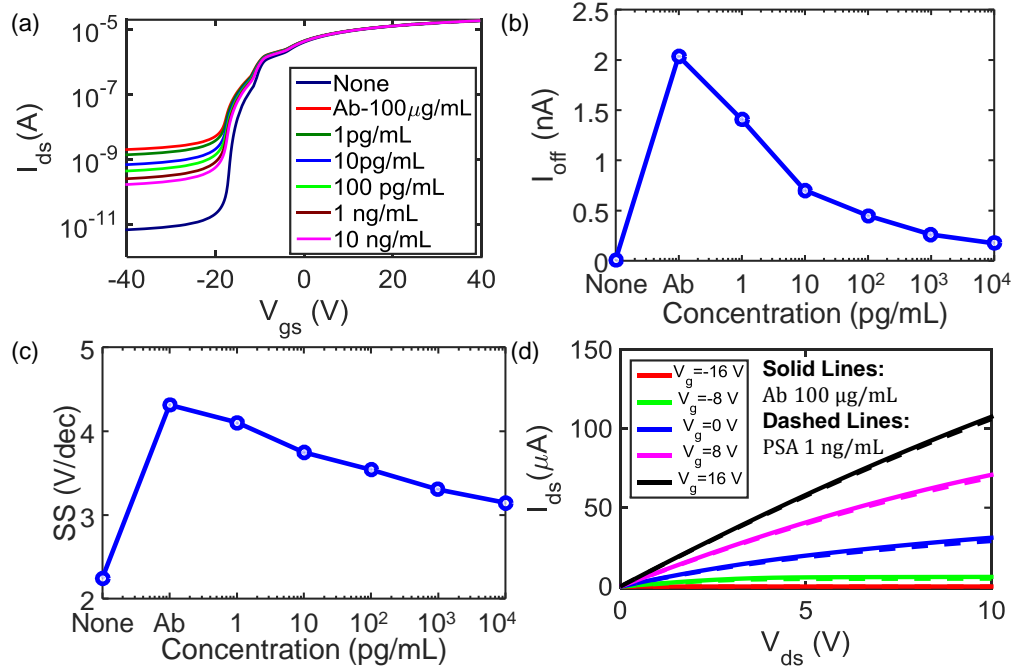 (a)
10⁻⁵
10⁻⁷
10⁻⁹
10⁻¹¹
I_ds(A)
None
Ab-100μg/mL
1pg/mL
10pg/mL
100 pg/mL
1 ng/mL
10 ng/mL
-40 -20 0 20 40
V_gs (V)
(b)
2.5
2
1.5
1
0.5
0
I_off (nA)
None Ab 1 10 10² 10³ 10⁴
Concentration (pg/mL)
(c)
5
4
3
2
SS (V/dec)
None Ab 1 10 10² 10³ 10⁴
Concentration (pg/mL)
(d)
150
100
50
0
I_ds(μA)
V_g=-16 V
V_g=-8 V
V_g=0 V
V_g=8 V
V_g=16 V
Solid Lines:
Ab 100 μg/mL
Dashed Lines:
PSA 1 ng/mL
0 5 10
V_ds (V)